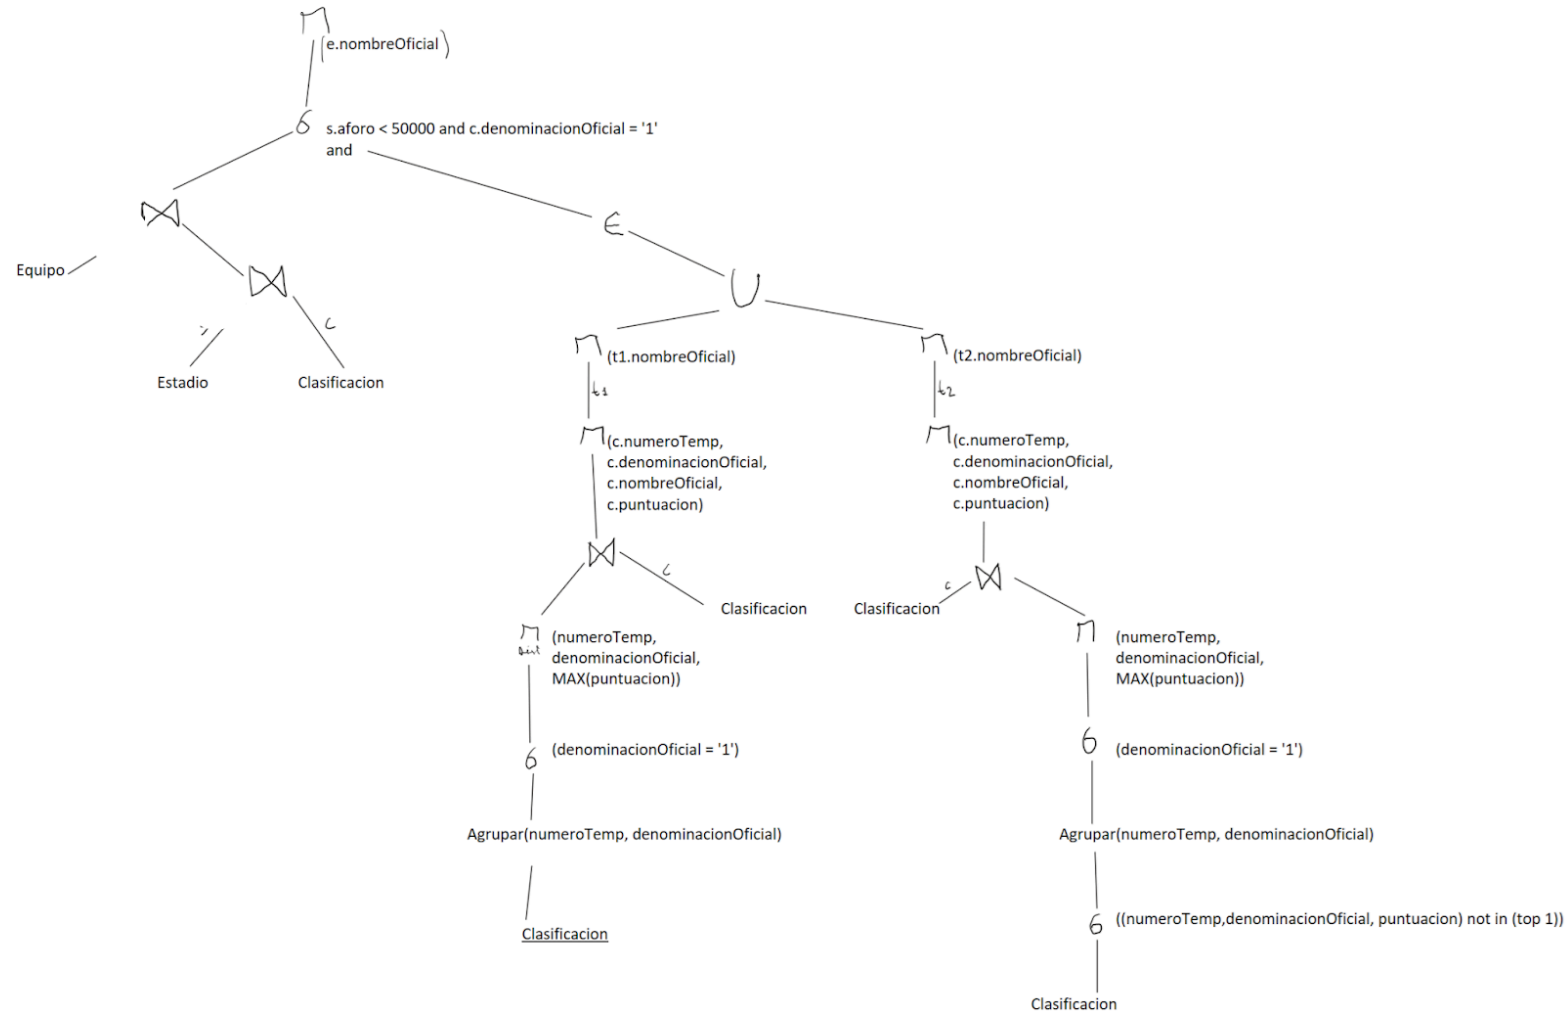 (e.nombreOficial)
s.aforo < 50000 and c.denominacionOficial = '1'
and
Equipo
c
Estadio
Clasificacion
(t1.nombreOficial)
(t2.nombreOficial)
t1
t2
(c.numeroTemp,
c.denominacionOficial,
c.nombreOficial,
c.puntuacion)
(c.numeroTemp,
c.denominacionOficial,
c.nombreOficial,
c.puntuacion)
c
Clasificacion
Clasificacion
c
(numeroTemp,
denominacionOficial,
MAX(puntuacion))
(numeroTemp,
denominacionOficial,
MAX(puntuacion))
(denominacionOficial = '1')
(denominacionOficial = '1')
Agrupar(numeroTemp, denominacionOficial)
Agrupar(numeroTemp, denominacionOficial)
((numeroTemp,denominacionOficial, puntuacion) not in (top 1))
Clasificacion
Clasificacion